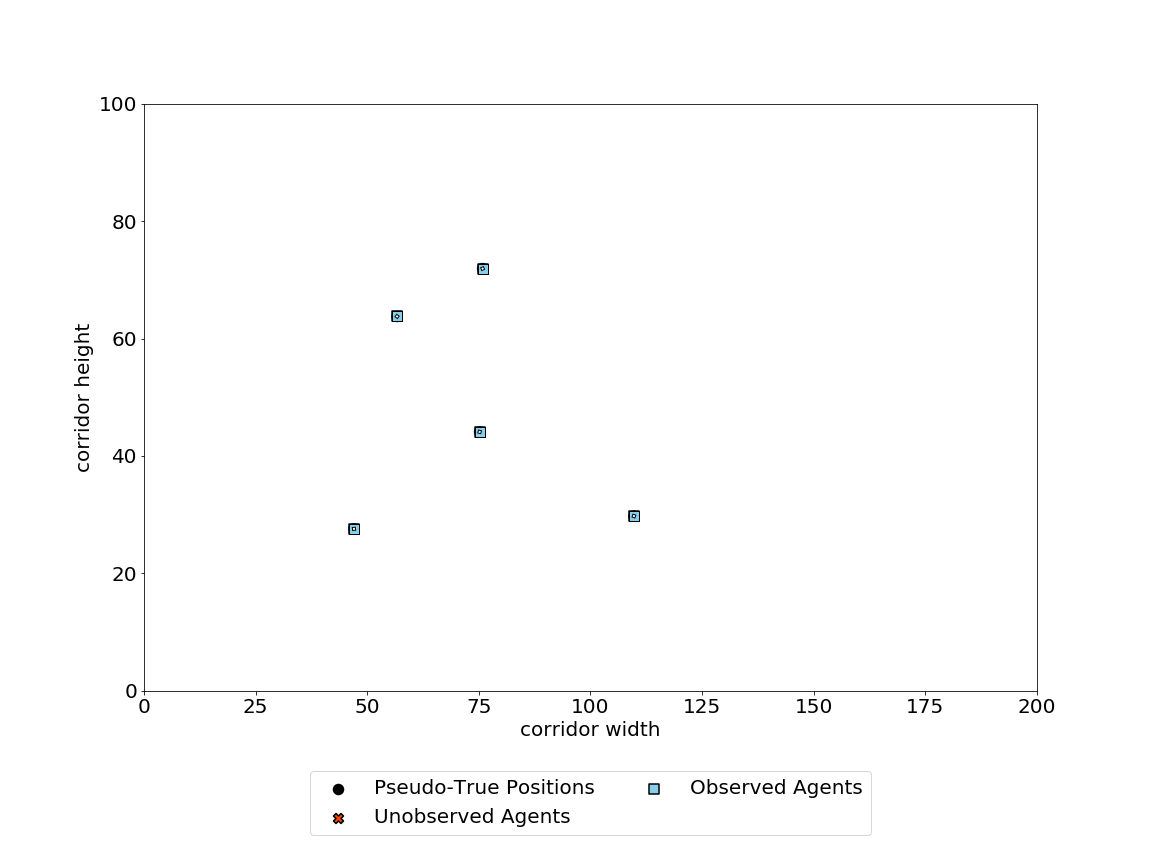 100
80
60
40
20
0
corridor height
0 25 50 75 100 125 150 175 200
corridor width
Pseudo-True Positions Observed Agents
Unobserved Agents